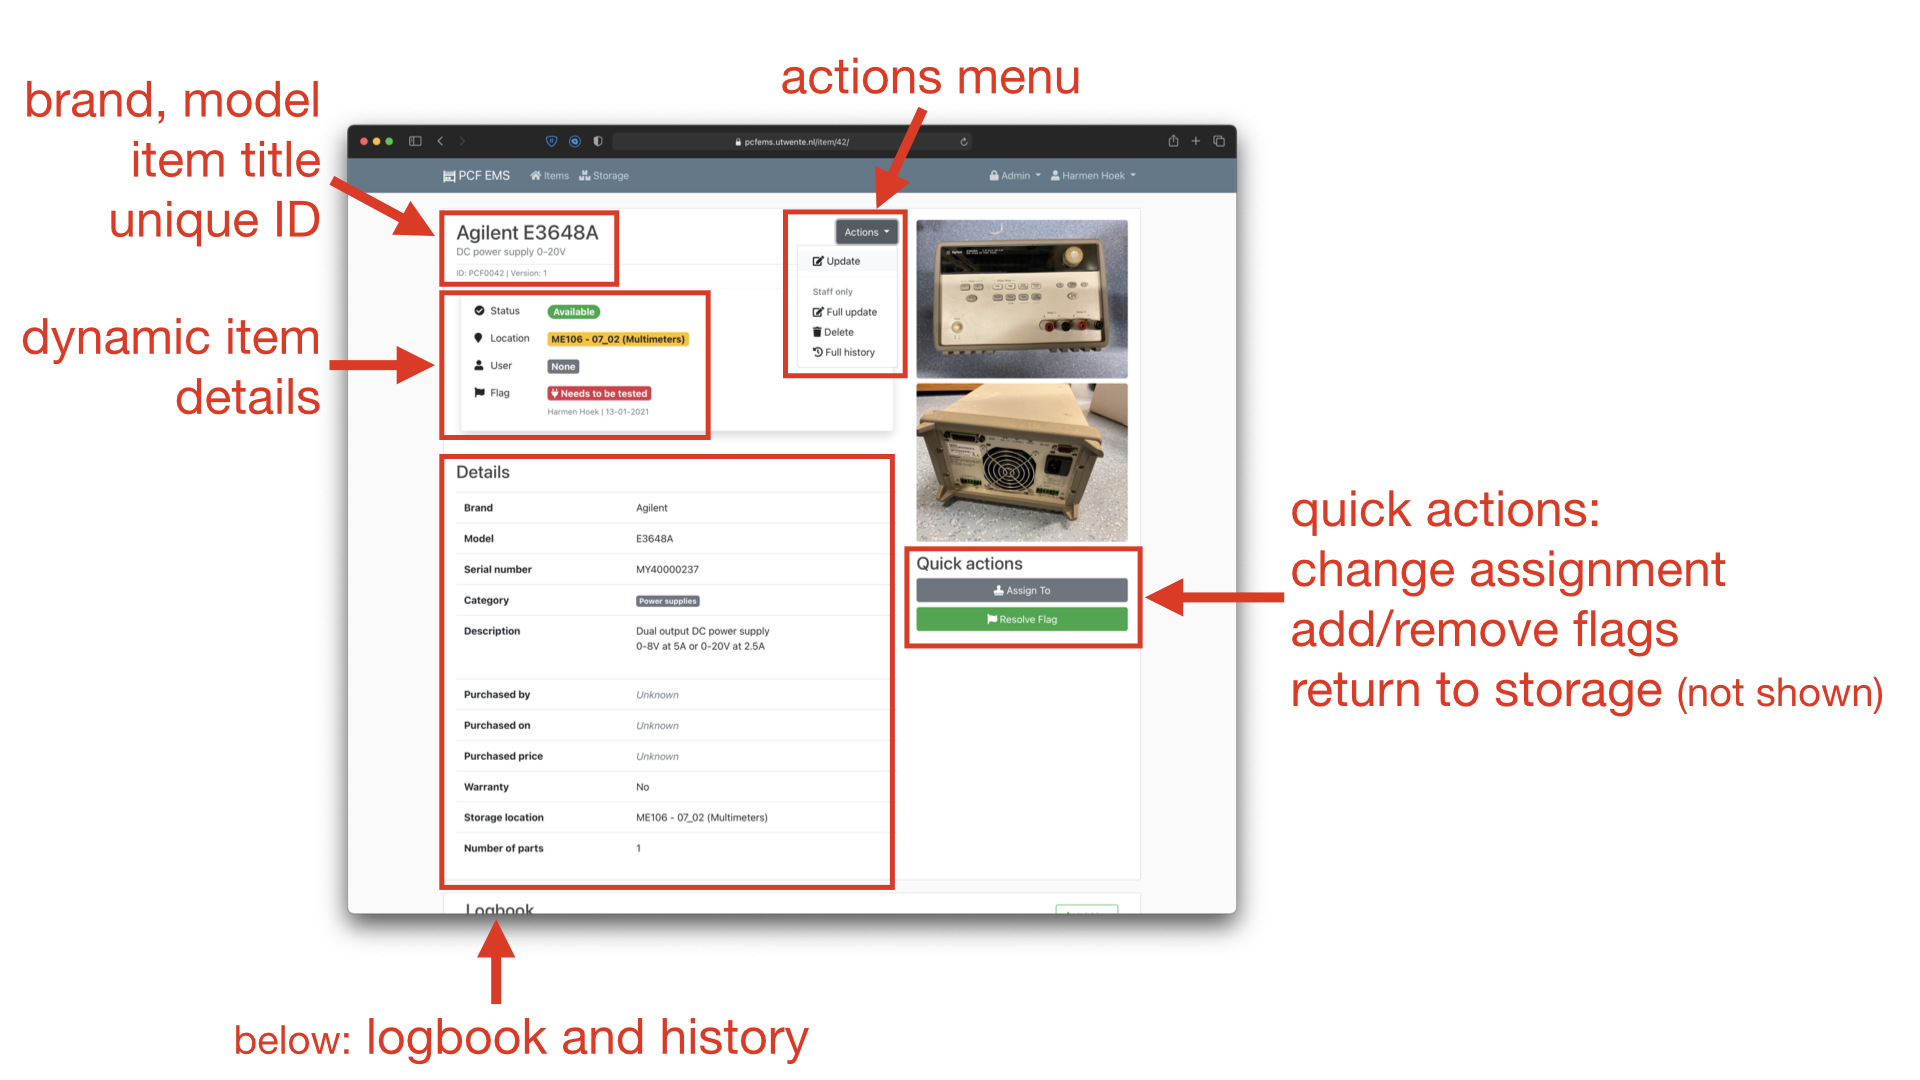 actions menu
brand, model
item title
unique ID
dynamic item
details
pcfems.utwente.nl/item/42/
PCF EMS Items Storage Admin Harmen Hoek
Agilent E3648A
DC power supply 0-20V
ID: PCF0042 | Version: 1
Actions
Update
Staff only
Full update
Delete
Full history
Status Available
Location ME106 - 07_02 (Multimeters)
User None
Flag Needs to be tested
Harmen Hoek | 13-01-2021
Details
Brand Agilent
Model E3648A
Serial number MY40000237
Category Power supplies
Description Dual output DC power supply
0-8V at 5A or 0-20V at 2.5A
Purchased by Unknown
Purchased on Unknown
Purchased price Unknown
Warranty No
Storage location ME106 - 07_02 (Multimeters)
Number of parts 1
Quick actions
Assign To
Resolve Flag
quick actions:
change assignment
add/remove flags
return to storage (not shown)
Logbook
below: logbook and history